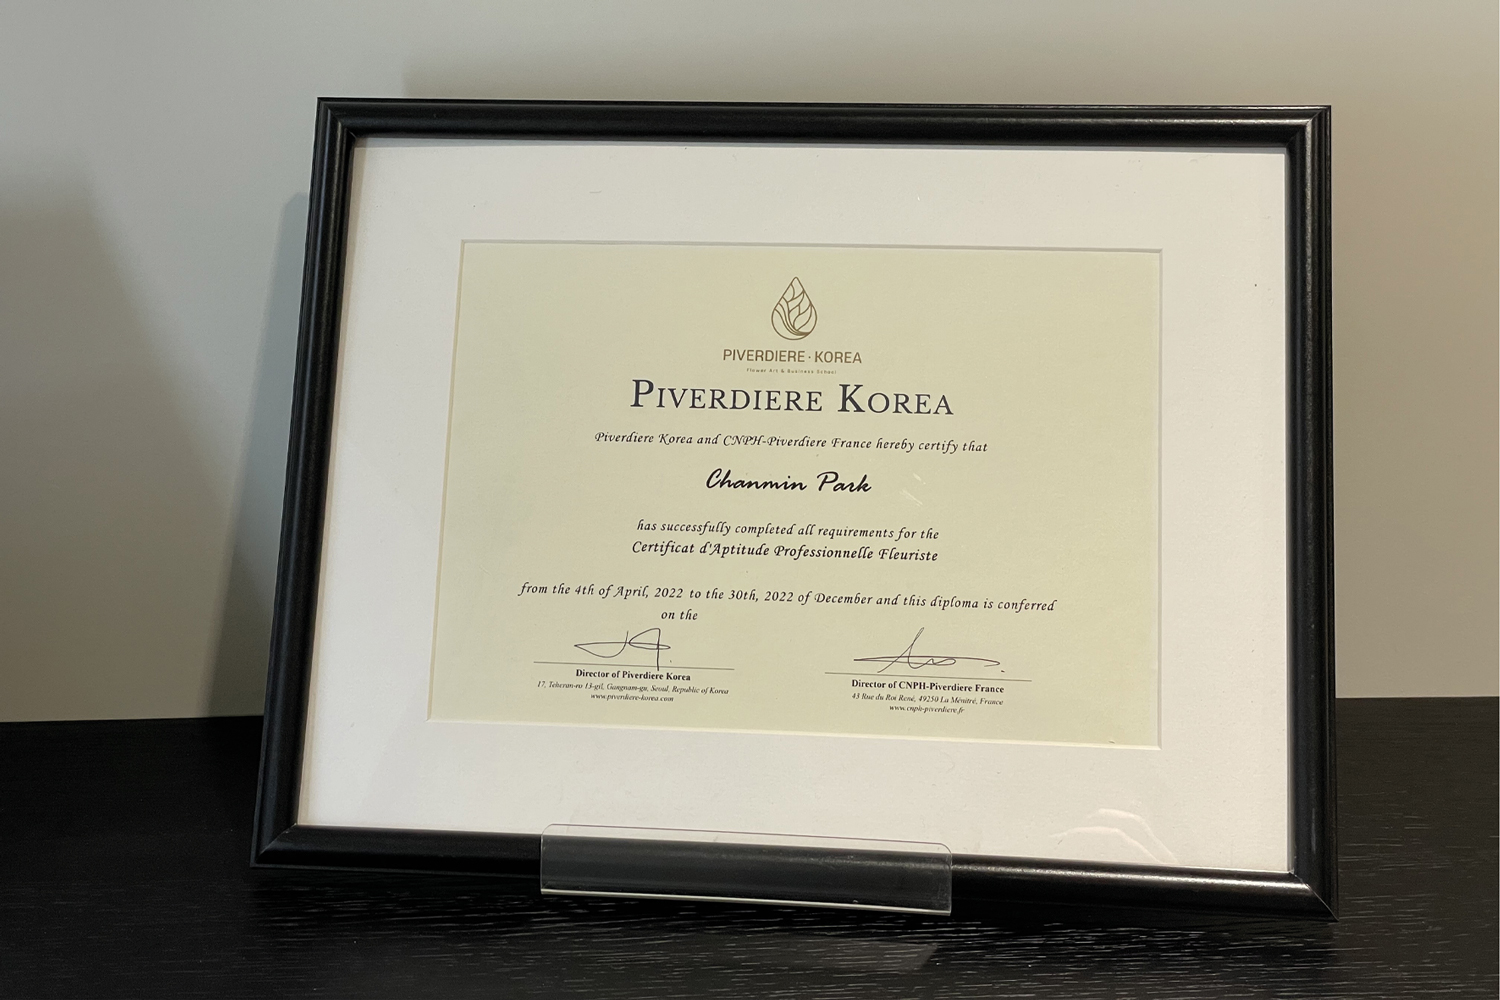 PIVERDIERE · KOREA
Flower Art & Business School
PIVERDIERE KOREA
Piverdiere Korea and CNPH-Piverdiere France hereby certify that
Chanmin Park
has successfully completed all requirements for the
Certificat d'Aptitude Professionnelle Fleuriste
from the 4th of April, 2022 to the 30th, 2022 of December and this diploma is conferred
on the
Director of Piverdiere Korea
17, Teheran-ro 13-gil, Gangnam-gu, Seoul, Republic of Korea
www.piverdiere-korea.com
Director of CNPH-Piverdiere France
43 Rue du Roi René, 49250 La Ménitré, France
www.cnph-piverdiere.fr